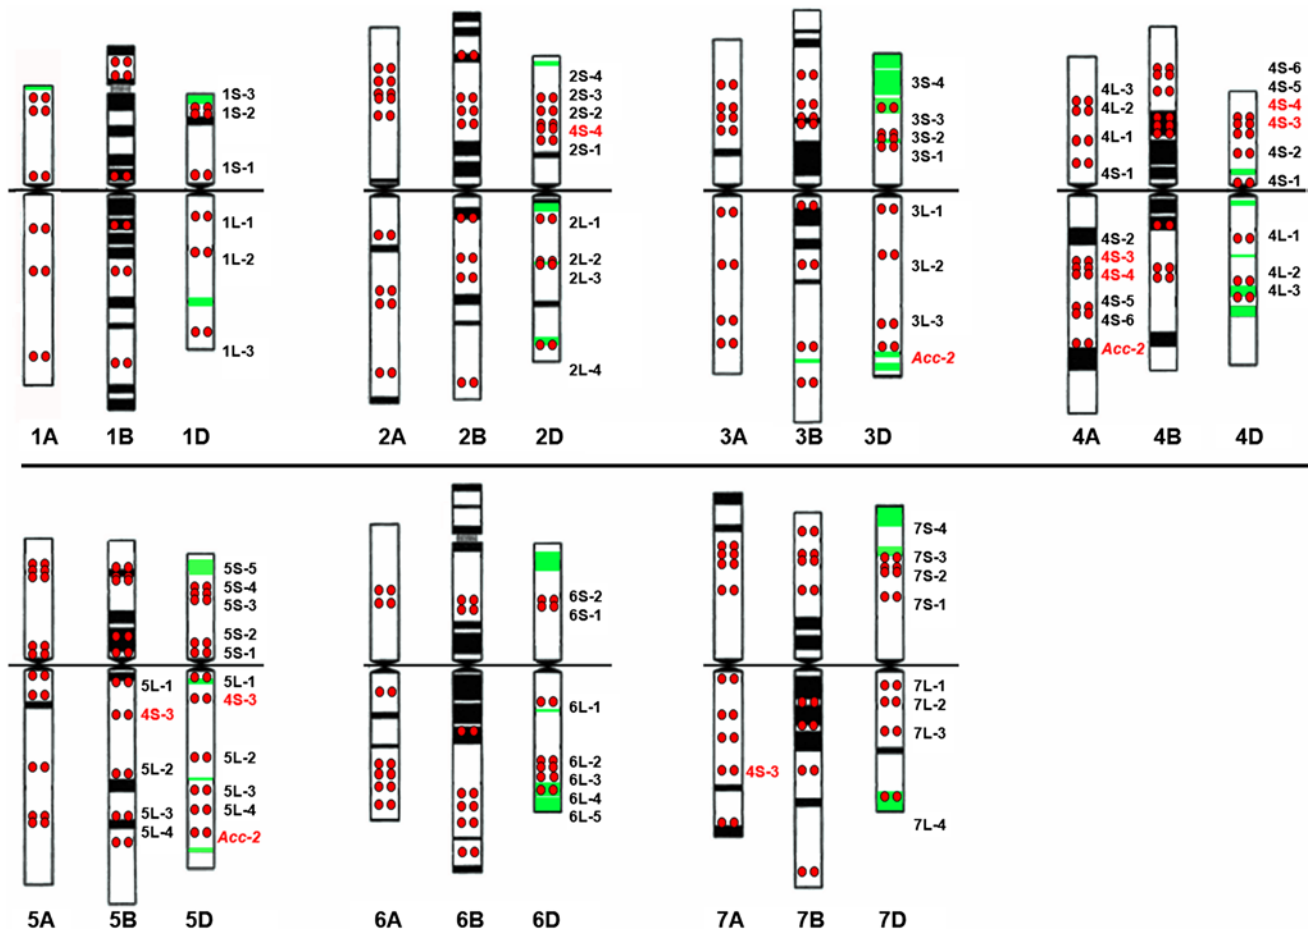 1S-3
1S-2
1S-1
1L-1
1L-2
1L-3
1A 1B 1D
2S-4
2S-3
2S-2
4S-4
2S-1
2L-1
2L-2
2L-3
2L-4
2A 2B 2D
3S-4
3S-3
3S-2
3S-1
3L-1
3L-2
3L-3
Acc-2
3A 3B 3D
4L-3
4L-2
4L-1
4S-1
4S-2
4S-3
4S-4
4S-5
4S-6
Acc-2
4S-6
4S-5
4S-4
4S-3
4S-2
4S-1
4L-1
4L-2
4L-3
4A 4B 4D
5L-1
4S-3
5L-2
5L-3
5L-4
5S-5
5S-4
5S-3
5S-2
5S-1
5L-1
4S-3
5L-2
5L-3
5L-4
Acc-2
5A 5B 5D
6S-2
6S-1
6L-1
6L-2
6L-3
6L-4
6L-5
6A 6B 6D
4S-3
7S-4
7S-3
7S-2
7S-1
7L-1
7L-2
7L-3
7L-4
7A 7B 7D